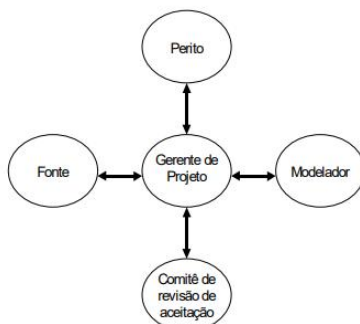 Perito
Fonte
Gerente de
Projeto
Modelador
Comitê de
revisão de
aceitação